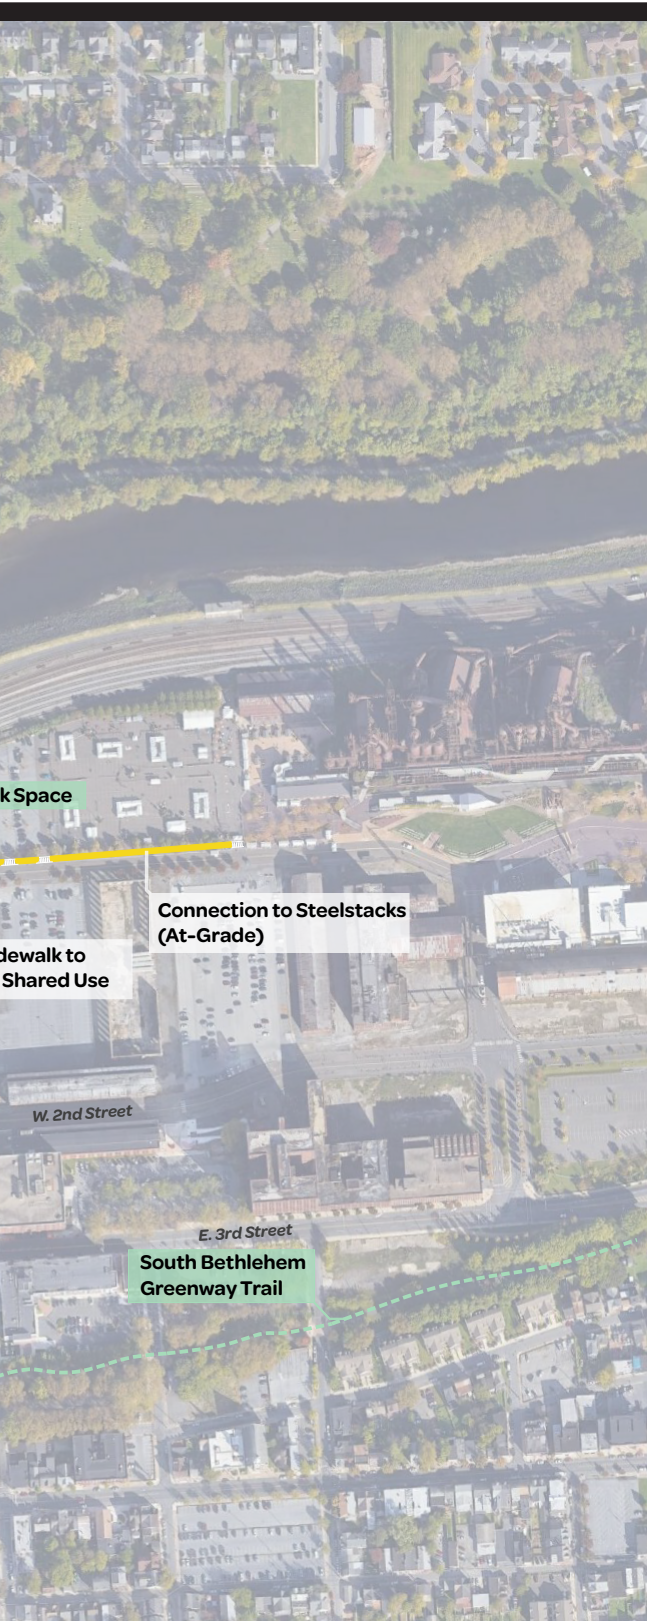 k Space
Connection to Steelstacks
(At-Grade)
dewalk to
Shared Use
W. 2nd Street
E. 3rd Street
South Bethlehem
Greenway Trail